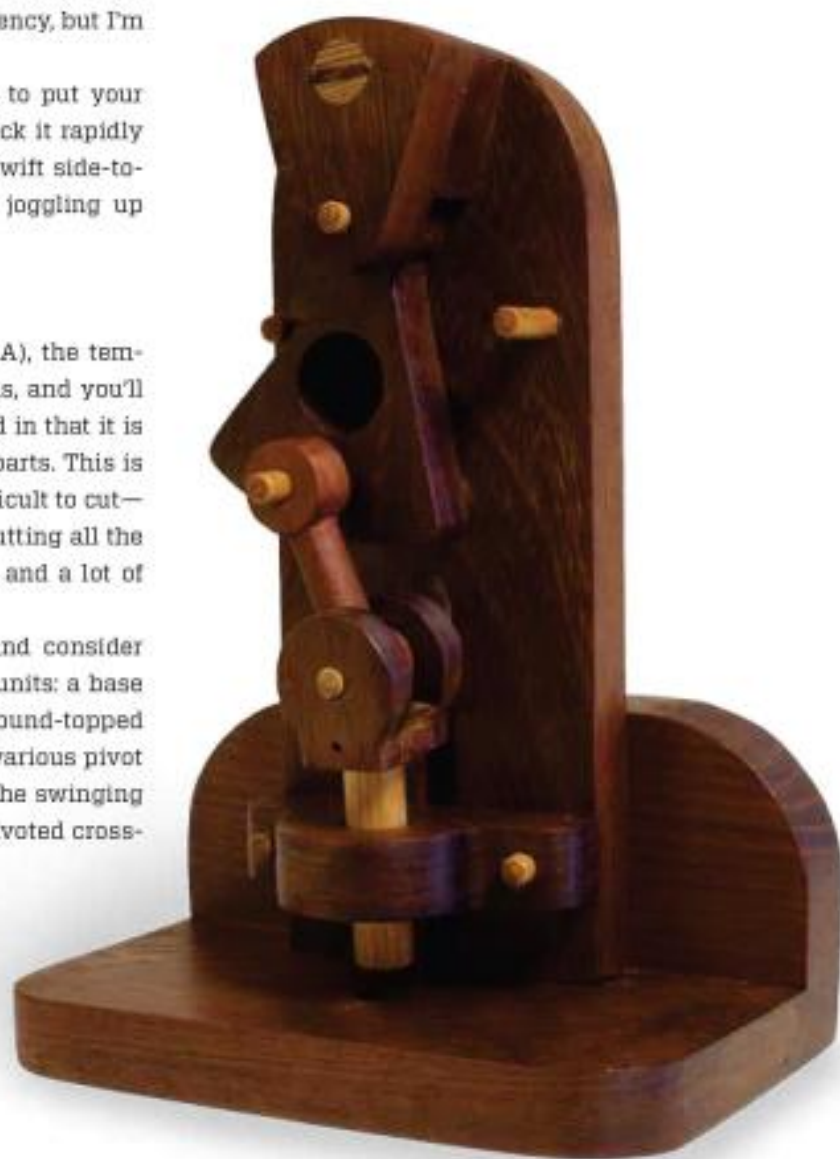 ency, but I'm
to put your
ck it rapidly
wift side-to-
joggling up
A), the tem-
s, and you'll
d in that it is
parts. This is
icult to cut—
utting all the
and a lot of
nd consider
units: a base
ound-topped
various pivot
he swinging
voted cross-